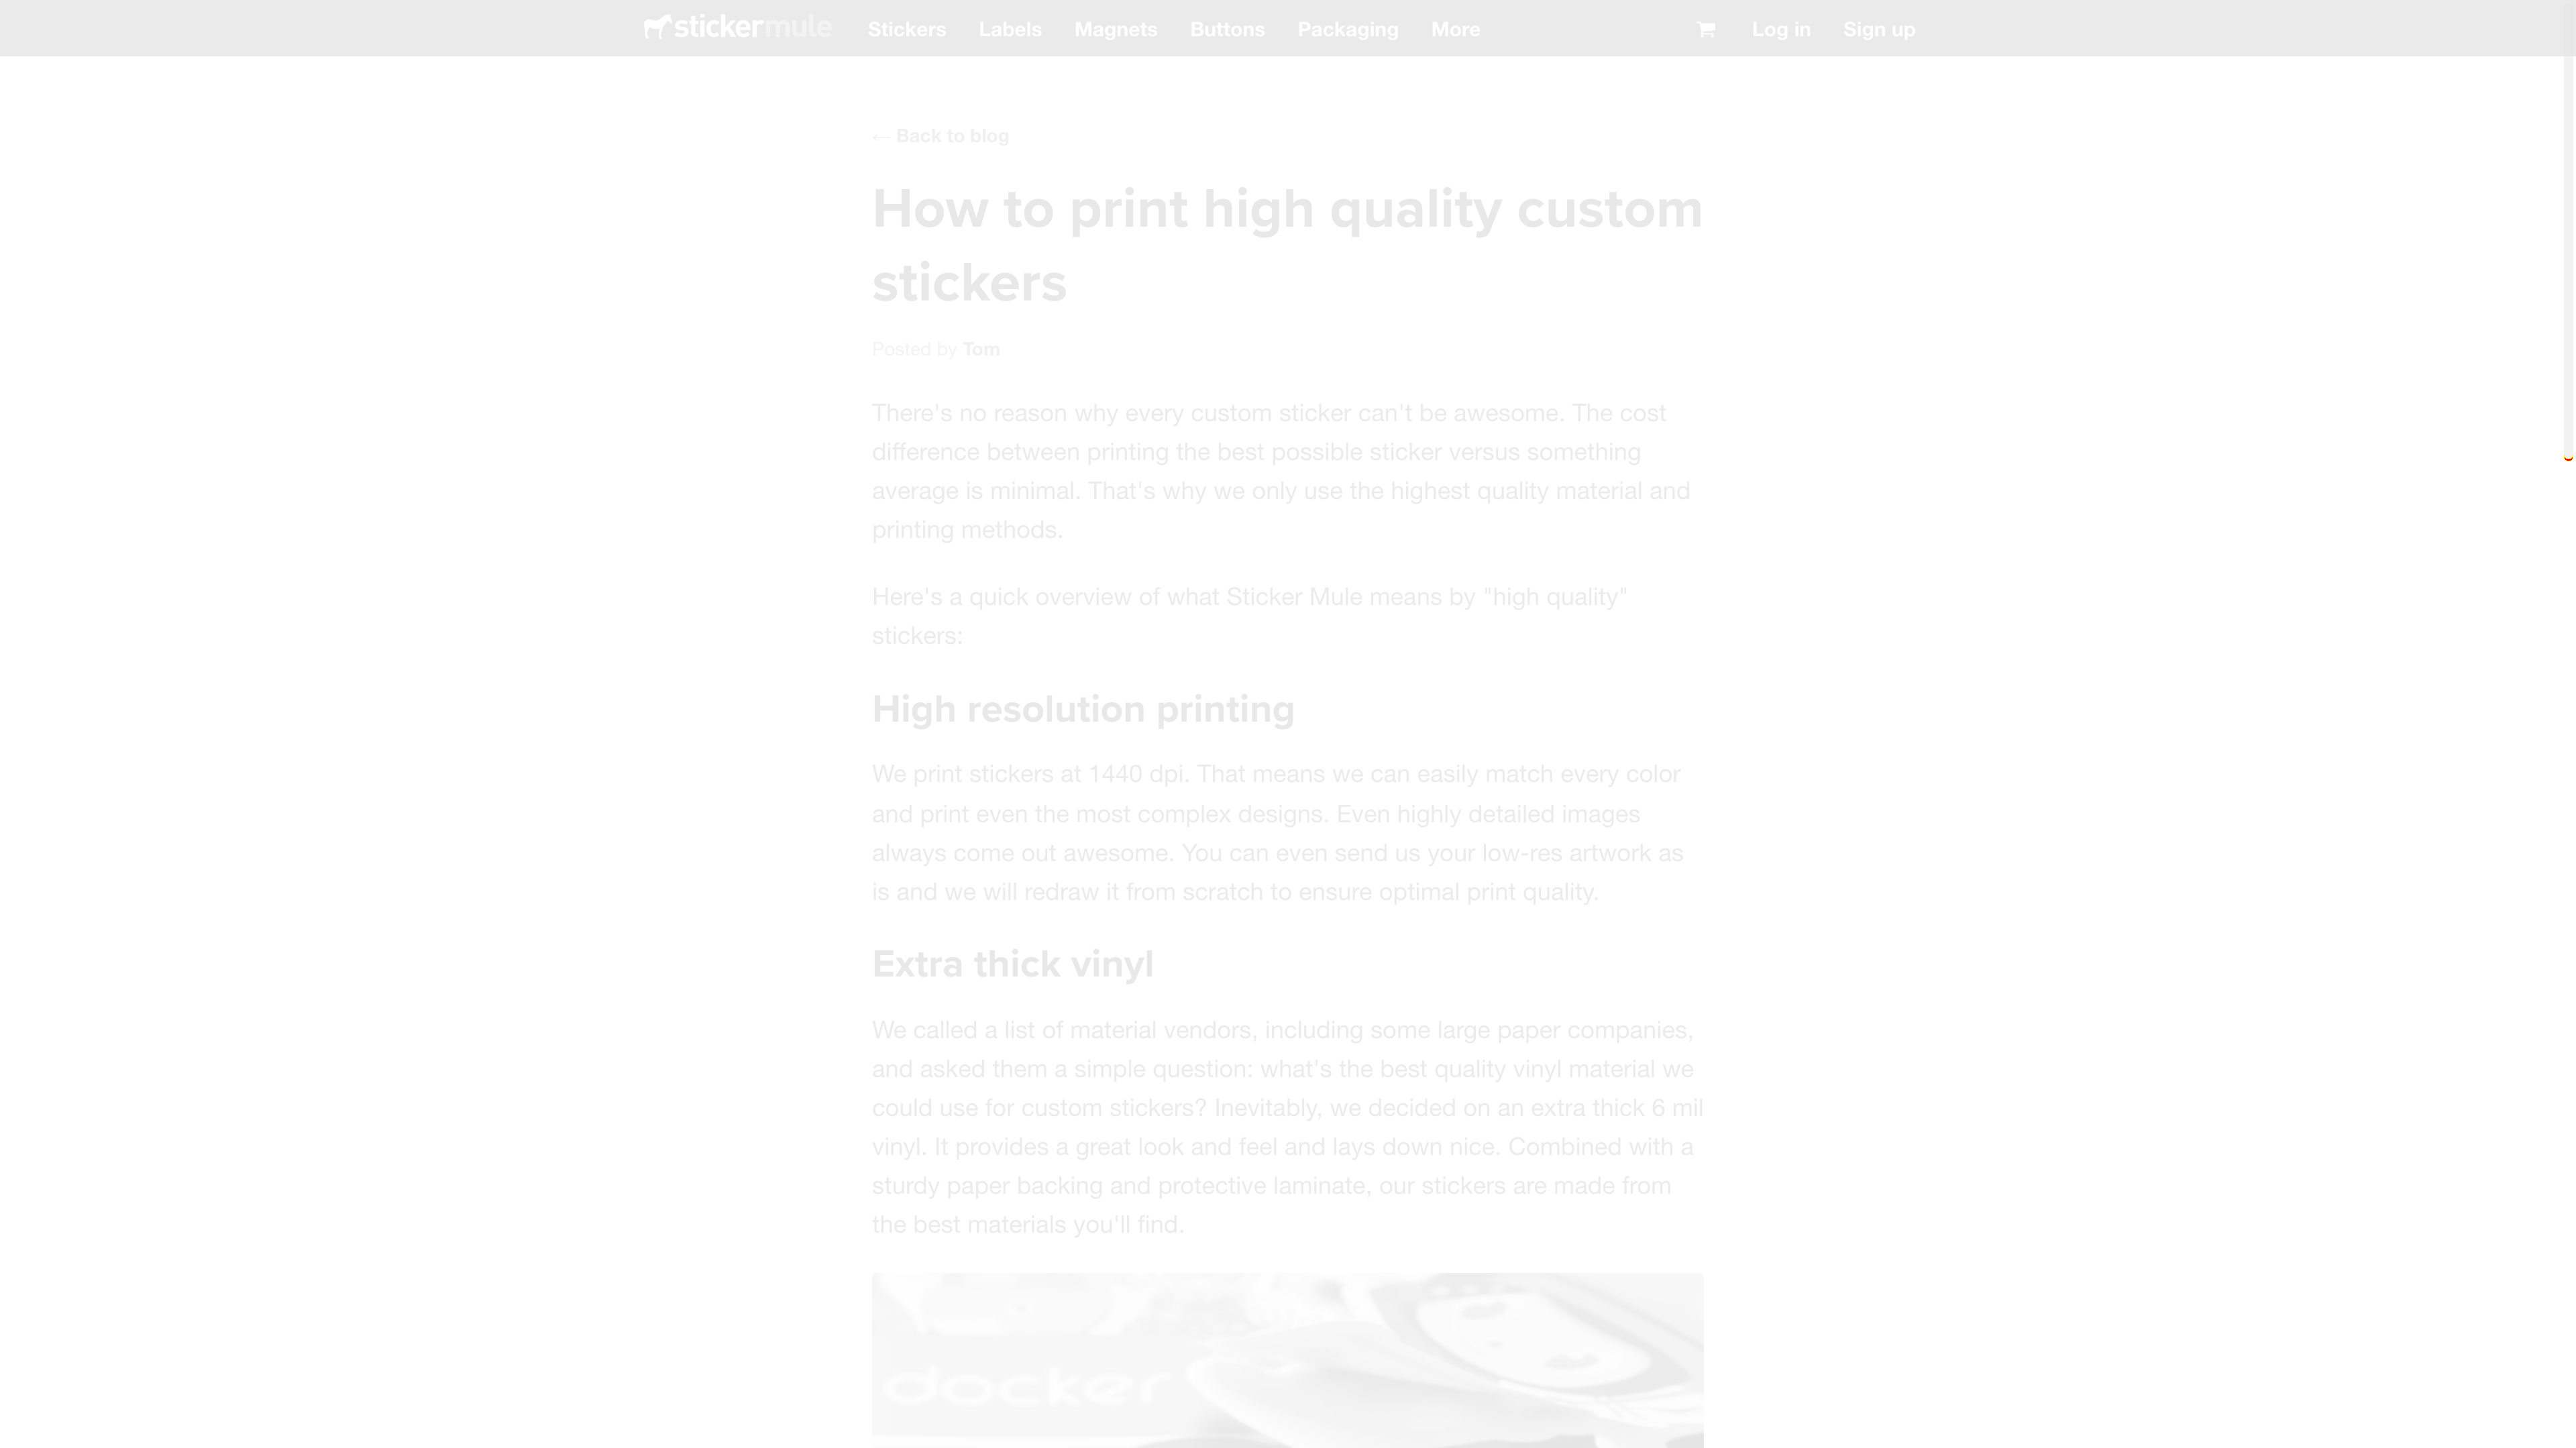 stickermule Stickers Labels Magnets Buttons Packaging More Log in Sign up
← Back to blog
How to print high quality custom
stickers
Posted by Tom
There's no reason why every custom sticker can't be awesome. The cost
difference between printing the best possible sticker versus something
average is minimal. That's why we only use the highest quality material and
printing methods.
Here's a quick overview of what Sticker Mule means by "high quality"
stickers:
High resolution printing
We print stickers at 1440 dpi. That means we can easily match every color
and print even the most complex designs. Even highly detailed images
always come out awesome. You can even send us your low-res artwork as
is and we will redraw it from scratch to ensure optimal print quality.
Extra thick vinyl
We called a list of material vendors, including some large paper companies,
and asked them a simple question: what's the best quality vinyl material we
could use for custom stickers? Inevitably, we decided on an extra thick 6 mil
vinyl. It provides a great look and feel and lays down nice. Combined with a
sturdy paper backing and protective laminate, our stickers are made from
the best materials you'll find.
docker